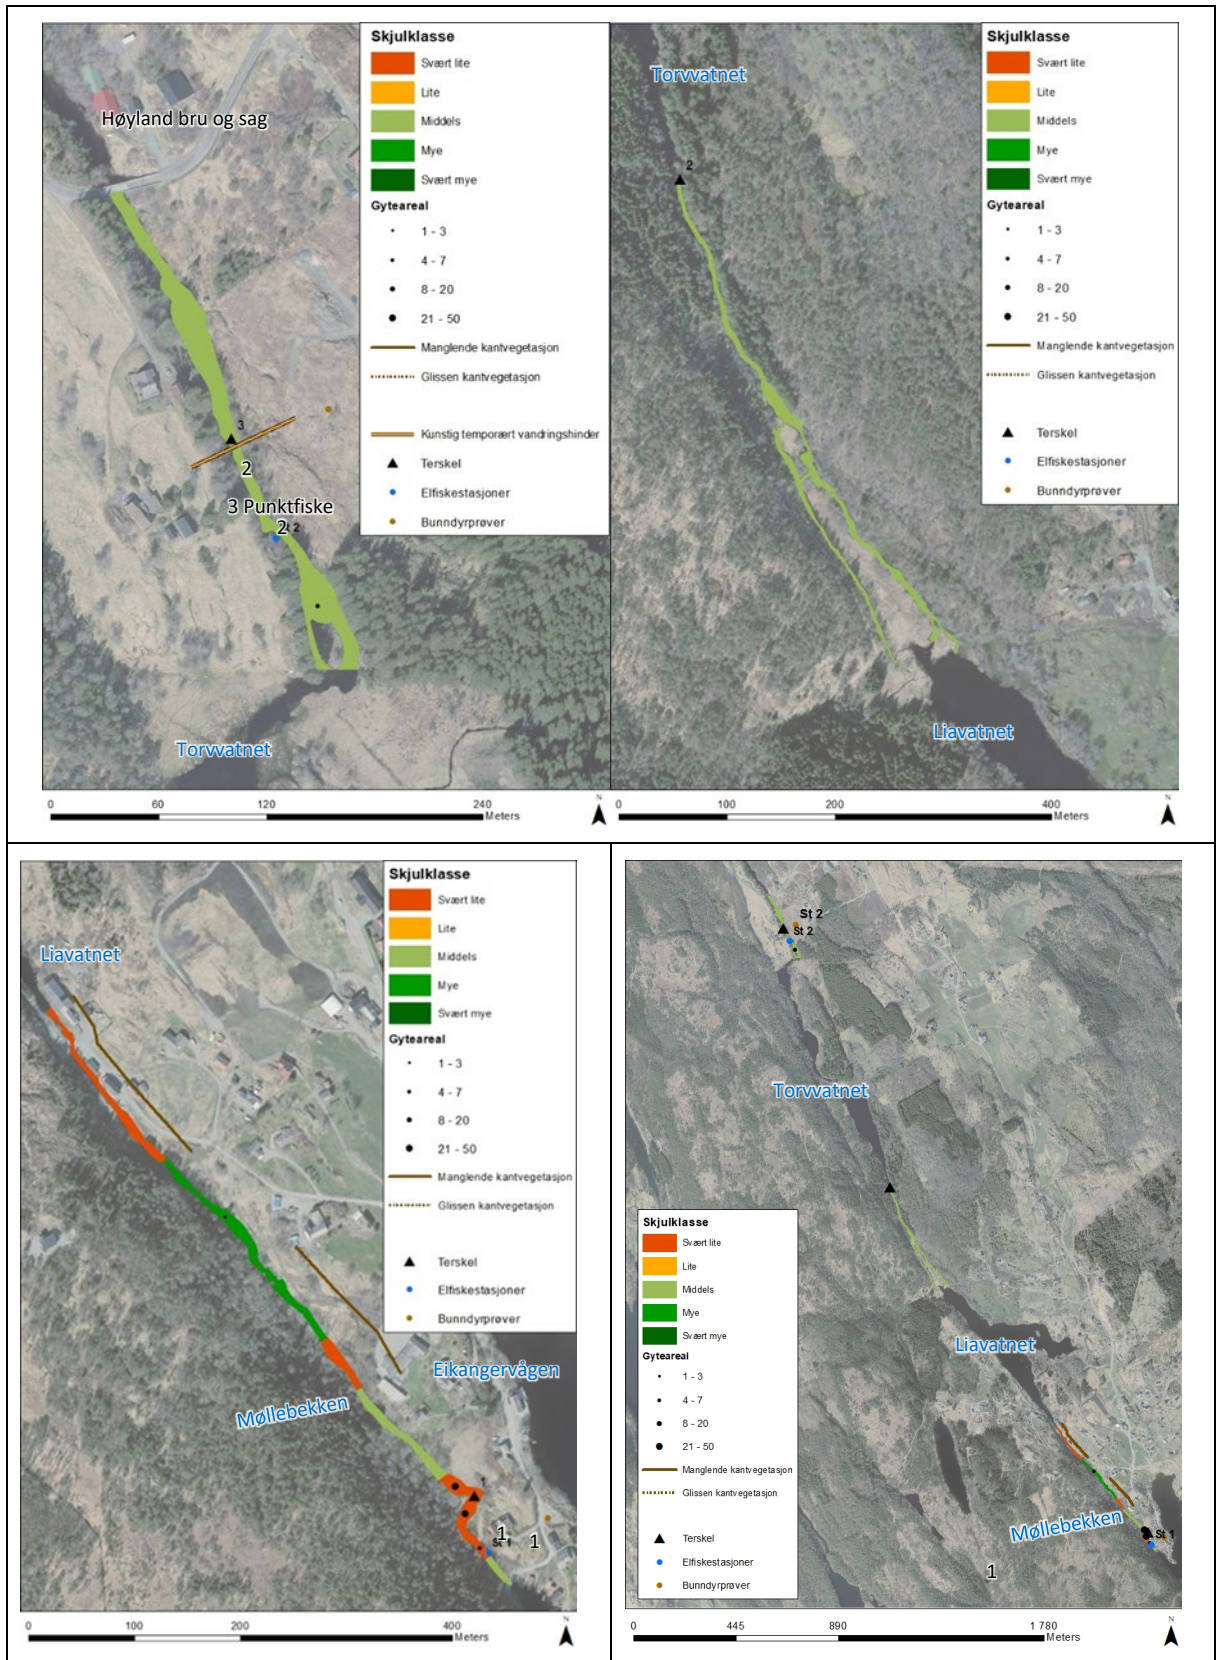 Høyland bru og sag
3
2
3 Punktfiske
2
St 2
Torvvatnet
Skjulklasse
Svært lite
Lite
Middels
Mye
Svært mye
Gyteareal
1 - 3
4 - 7
8 - 20
21 - 50
Manglende kantvegetasjon
Glissen kantvegetasjon
Kunstig temporært vandringshinder
Terskel
Elfiskestasjoner
Bunndyrprøver
0 60 120 240
Meters
N
Torvvatnet
2
Liavatnet
Skjulklasse
Svært lite
Lite
Middels
Mye
Svært mye
Gyteareal
1 - 3
4 - 7
8 - 20
21 - 50
Manglende kantvegetasjon
Glissen kantvegetasjon
Terskel
Elfiskestasjoner
Bunndyrprøver
0 100 200 400
Meters
N
Liavatnet
Eikangervågen
Møllebekken
1
1
1
St 1
Skjulklasse
Svært lite
Lite
Middels
Mye
Svært mye
Gyteareal
1 - 3
4 - 7
8 - 20
21 - 50
Manglende kantvegetasjon
Glissen kantvegetasjon
Terskel
Elfiskestasjoner
Bunndyrprøver
0 100 200 400
Meters
N
St 2
St 2
Torvvatnet
Liavatnet
Møllebekken
St 1
1
Skjulklasse
Svært lite
Lite
Middels
Mye
Svært mye
Gyteareal
1 - 3
4 - 7
8 - 20
21 - 50
Manglende kantvegetasjon
Glissen kantvegetasjon
Terskel
Elfiskestasjoner
Bunndyrprøver
0 445 890 1 780
Meters
N